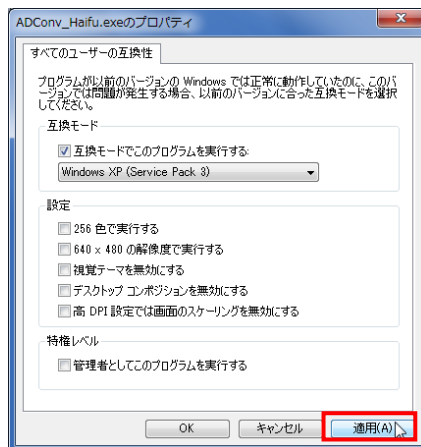 ADConv_Haifu.exeのプロパティ
すべてのユーザーの互換性
プログラムが以前のバージョンの Windows では正常に動作していたのに、このバ
ージョンでは問題が発生する場合、以前のバージョンに合った互換モードを選択
してください。
互換モード
互換モードでこのプログラムを実行する:
Windows XP (Service Pack 3)
設定
256 色で実行する
640 x 480 の解像度で実行する
視覚テーマを無効にする
デスクトップ コンポジションを無効にする
高 DPI 設定では画面のスケーリングを無効にする
特権レベル
管理者としてこのプログラムを実行する
OK キャンセル 適用(A)